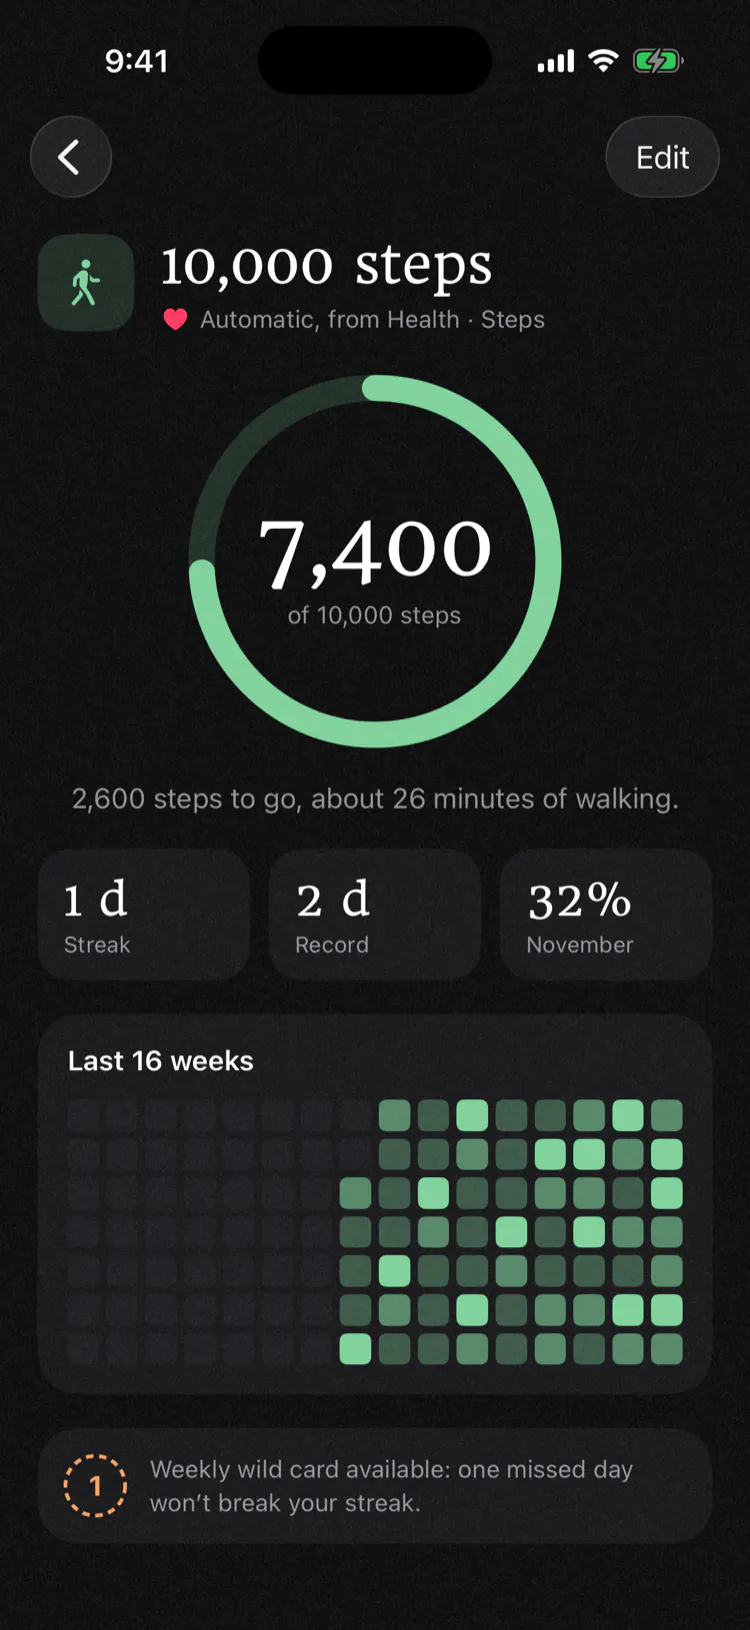 9:41
Edit
10,000 steps
Automatic, from Health · Steps
7,400
of 10,000 steps
2,600 steps to go, about 26 minutes of walking.
1 d
Streak
2 d
Record
32%
November
Last 16 weeks
1
Weekly wild card available: one missed day
won’t break your streak.